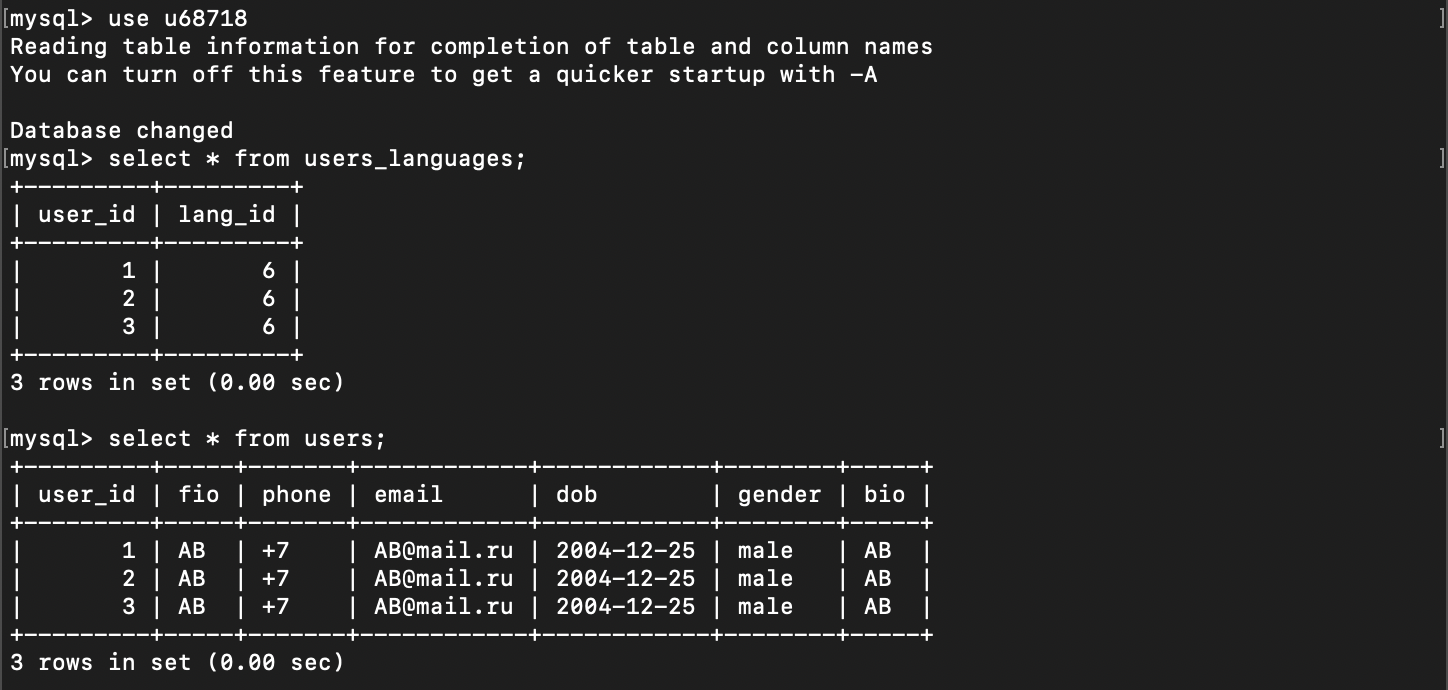 [mysql> use u68718 ]
Reading table information for completion of table and column names
You can turn off this feature to get a quicker startup with -A

Database changed
[mysql> select * from users_languages; ]
+---------+---------+
| user_id | lang_id |
+---------+---------+
|       1 |       6 |
|       2 |       6 |
|       3 |       6 |
+---------+---------+
3 rows in set (0.00 sec)

[mysql> select * from users; ]
+---------+-----+-------+------------+------------+--------+-----+
| user_id | fio | phone | email      | dob        | gender | bio |
+---------+-----+-------+------------+------------+--------+-----+
|       1 | AB  | +7    | AB@mail.ru | 2004-12-25 | male   | AB  |
|       2 | AB  | +7    | AB@mail.ru | 2004-12-25 | male   | AB  |
|       3 | AB  | +7    | AB@mail.ru | 2004-12-25 | male   | AB  |
+---------+-----+-------+------------+------------+--------+-----+
3 rows in set (0.00 sec)